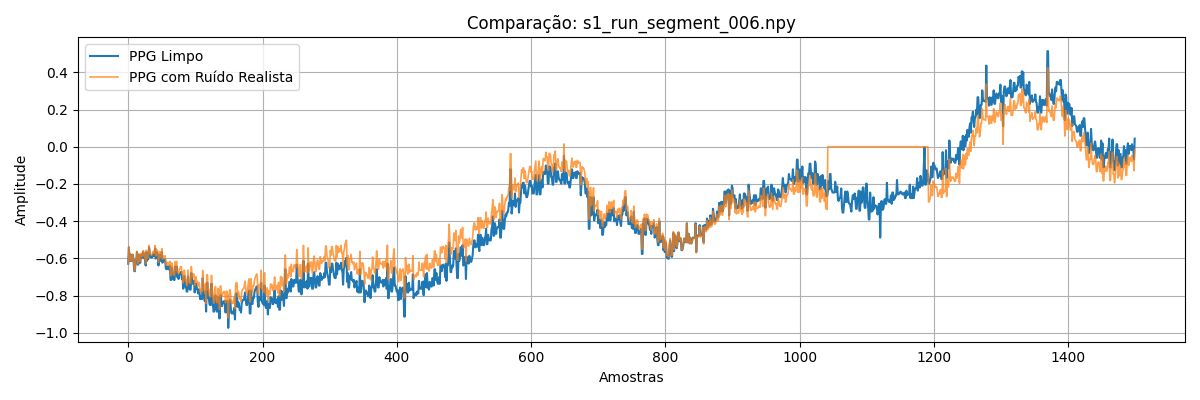 Comparação: s1_run_segment_006.npy
PPG Limpo
PPG com Ruído Realista
Amplitude
0.4
0.2
0.0
−0.2
−0.4
−0.6
−0.8
−1.0
0 200 400 600 800 1000 1200 1400
Amostras